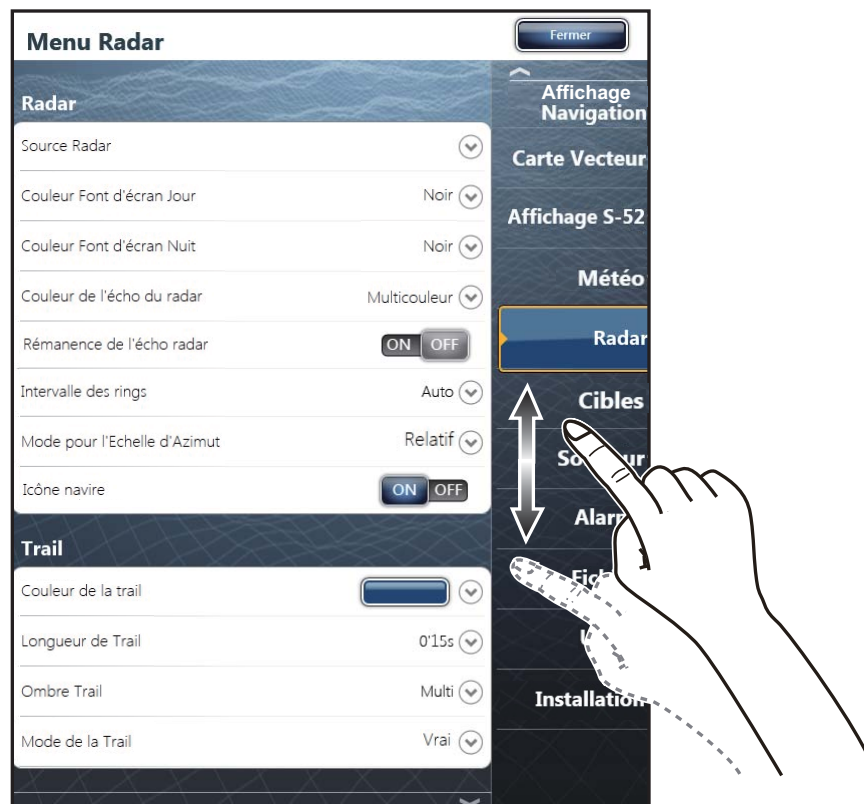 Menu Radar
Fermer
Radar
Source Radar
Couleur Font d'écran Jour Noir
Couleur Font d'écran Nuit Noir
Couleur de l'écho du radar Multicouleur
Rémanence de l'écho radar ON OFF
Intervalle des rings Auto
Mode pour l'Echelle d'Azimut Relatif
Icône navire ON OFF
Trail
Couleur de la trail
Longueur de Trail 0'15s
Ombre Trail Multi
Mode de la Trail Vrai
Affichage
Navigation
Carte Vecteur
Affichage S-52
Météo
Radar
Cibles
Installation